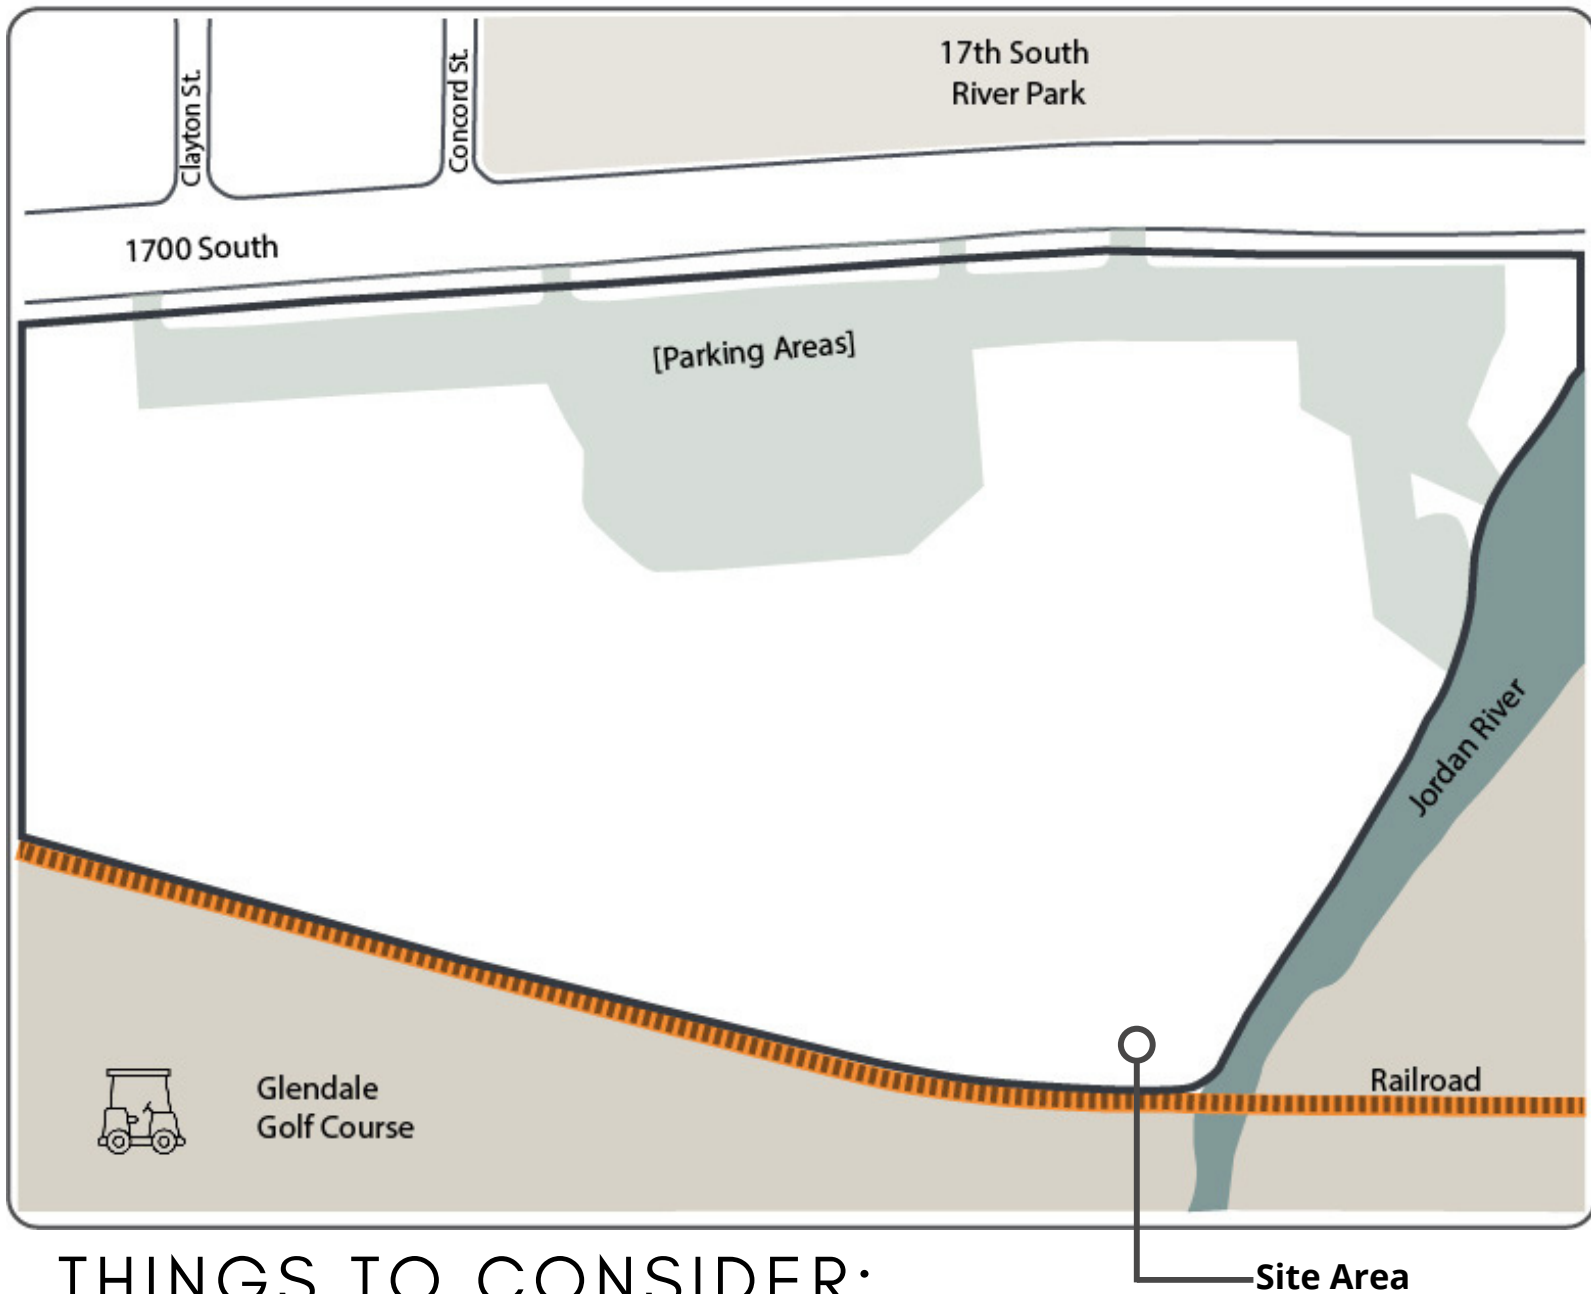 17th South
River Park
Clayton St.
Concord St.
1700 South
[Parking Areas]
Jordan River
Railroad
Glendale
Golf Course
Site Area
THINGS TO CONSIDER: